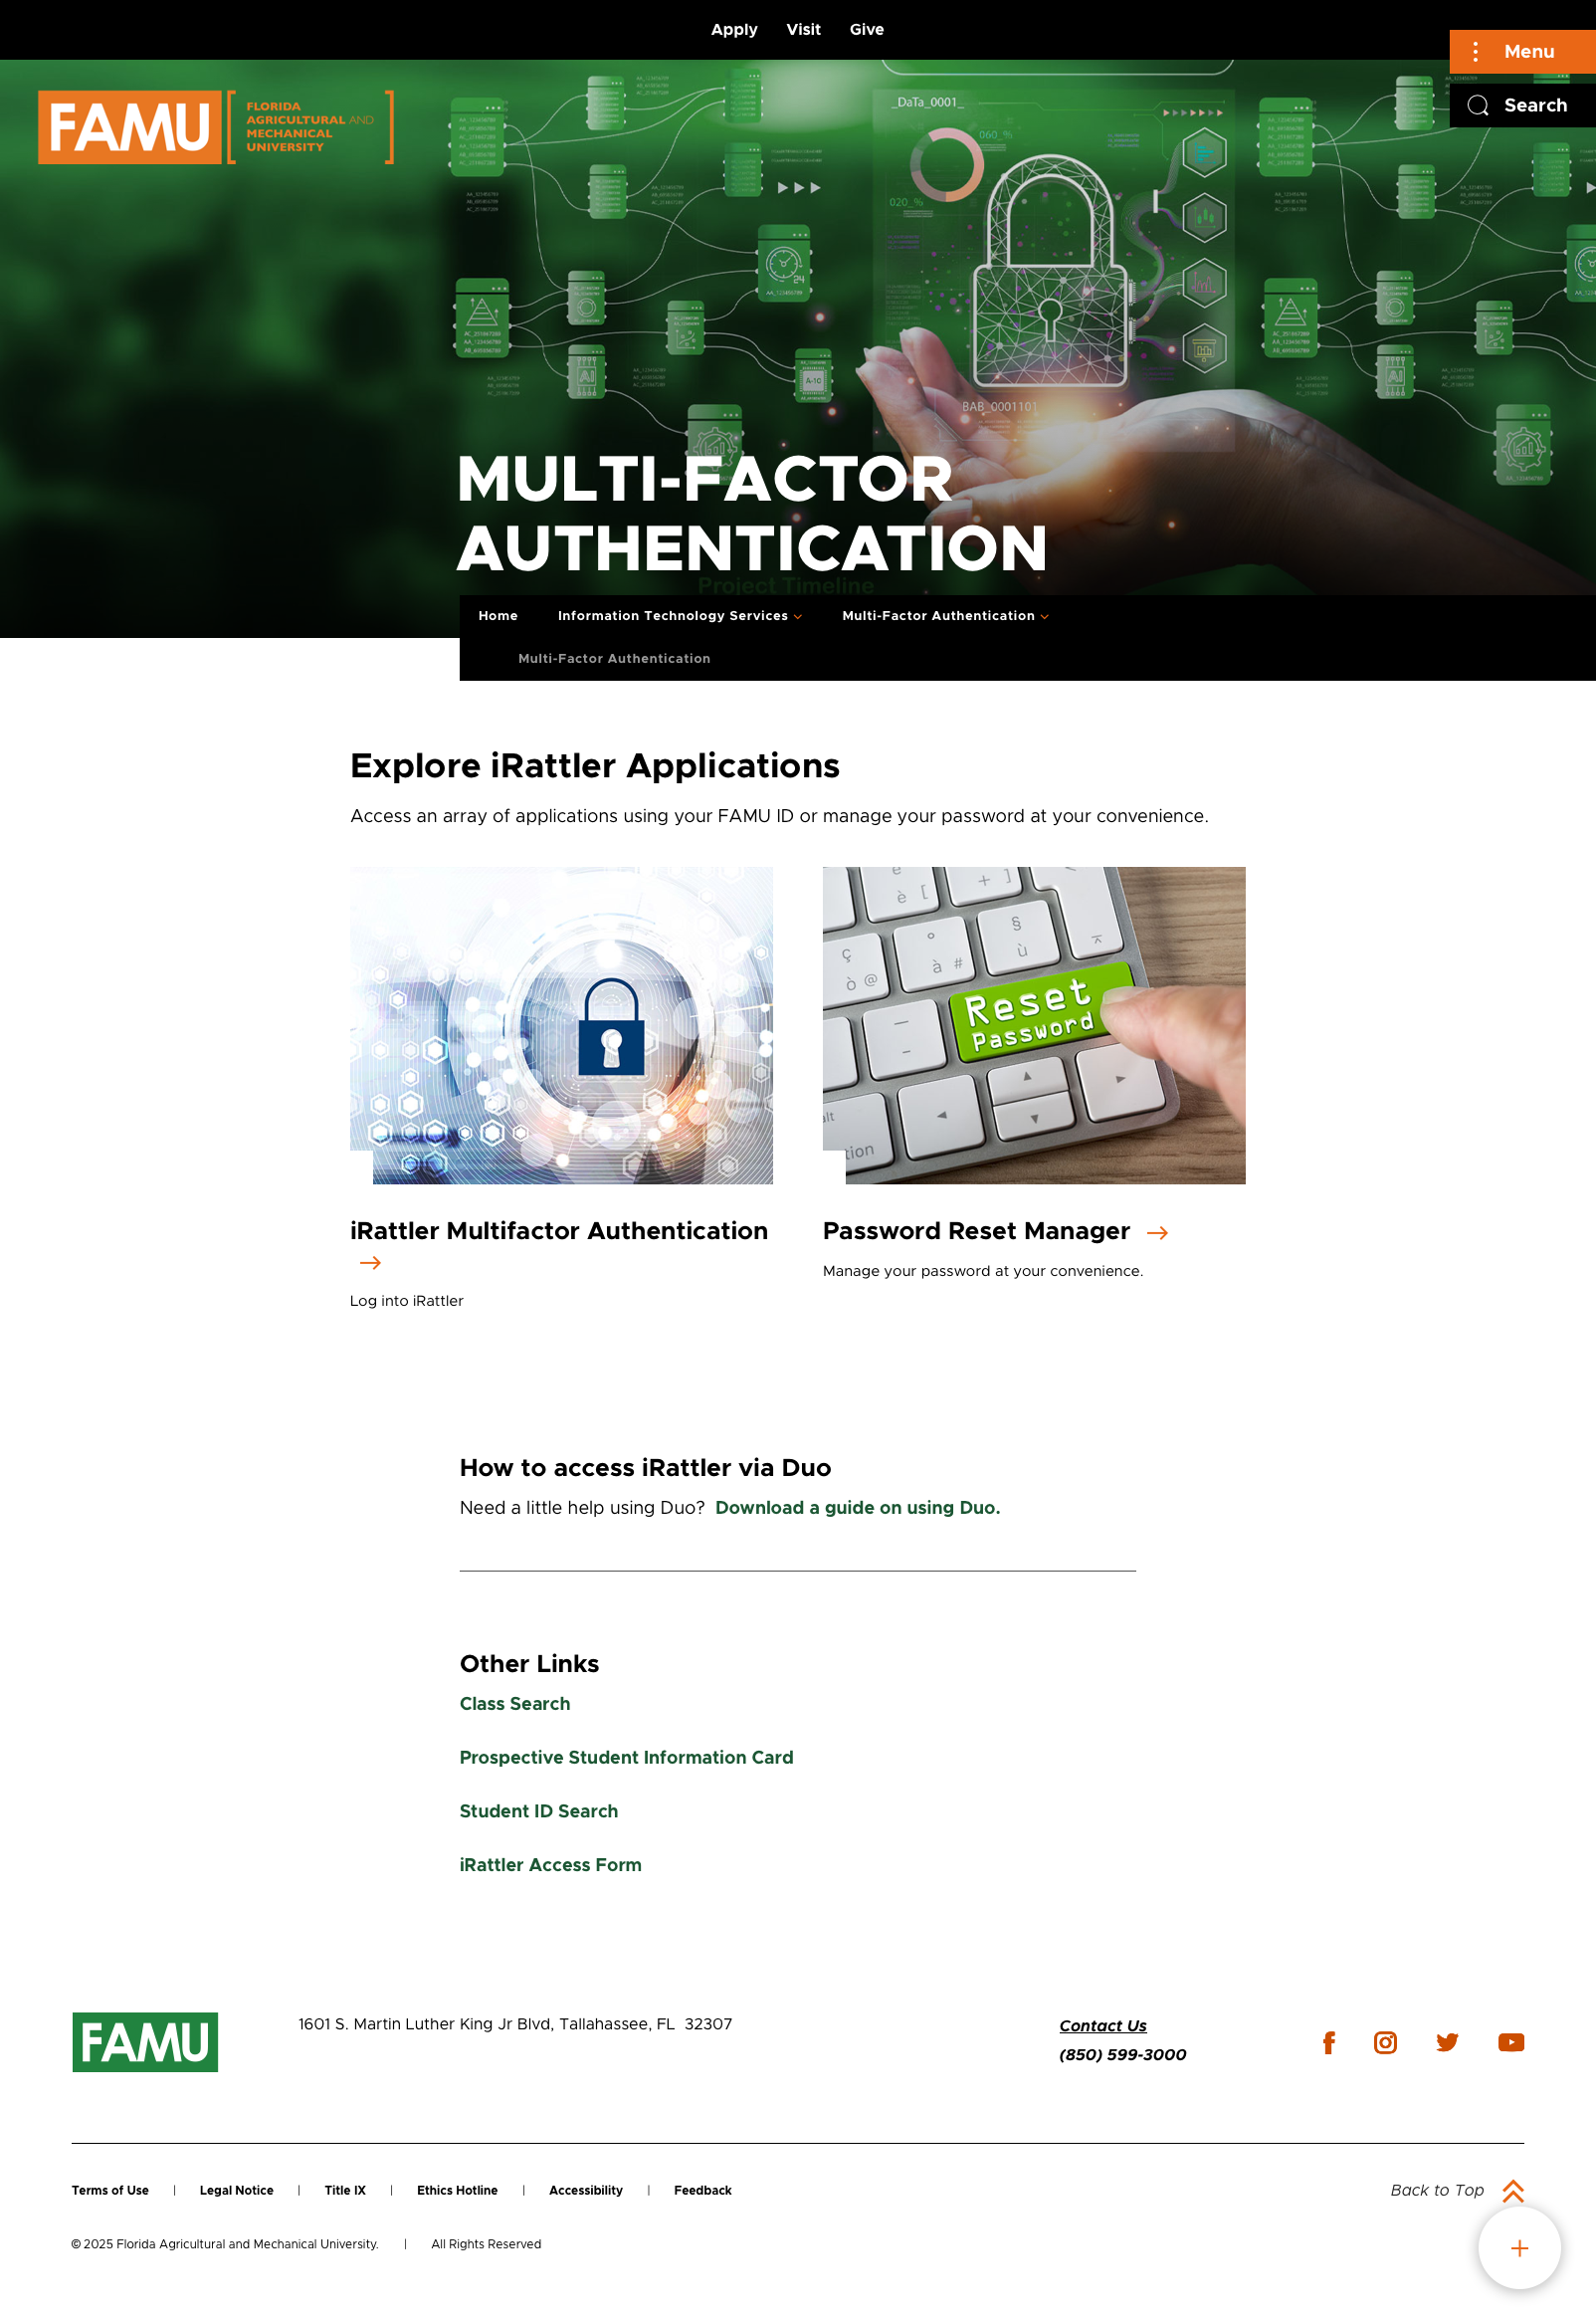 Apply Visit Give
Menu
Search
FAMU
FLORIDA
AGRICULTURAL AND
MECHANICAL
UNIVERSITY
_DaTa_0001_
060_%
020_%
24
AI
A-10
AI
BAB_0001101
MULTI-FACTOR
AUTHENTICATION
Project Timeline
Home Information Technology Services Multi-Factor Authentication
Multi-Factor Authentication
Explore iRattler Applications
Access an array of applications using your FAMU ID or manage your password at your convenience.
Reset
Password
iRattler Multifactor Authentication
Log into iRattler
Password Reset Manager
Manage your password at your convenience.
How to access iRattler via Duo
Need a little help using Duo? Download a guide on using Duo.
Other Links
Class Search
Prospective Student Information Card
Student ID Search
iRattler Access Form
FAMU
1601 S. Martin Luther King Jr Blvd, Tallahassee, FL 32307
Contact Us
(850) 599-3000
Terms of Use | Legal Notice | Title IX | Ethics Hotline | Accessibility | Feedback
Back to Top
© 2025 Florida Agricultural and Mechanical University. | All Rights Reserved